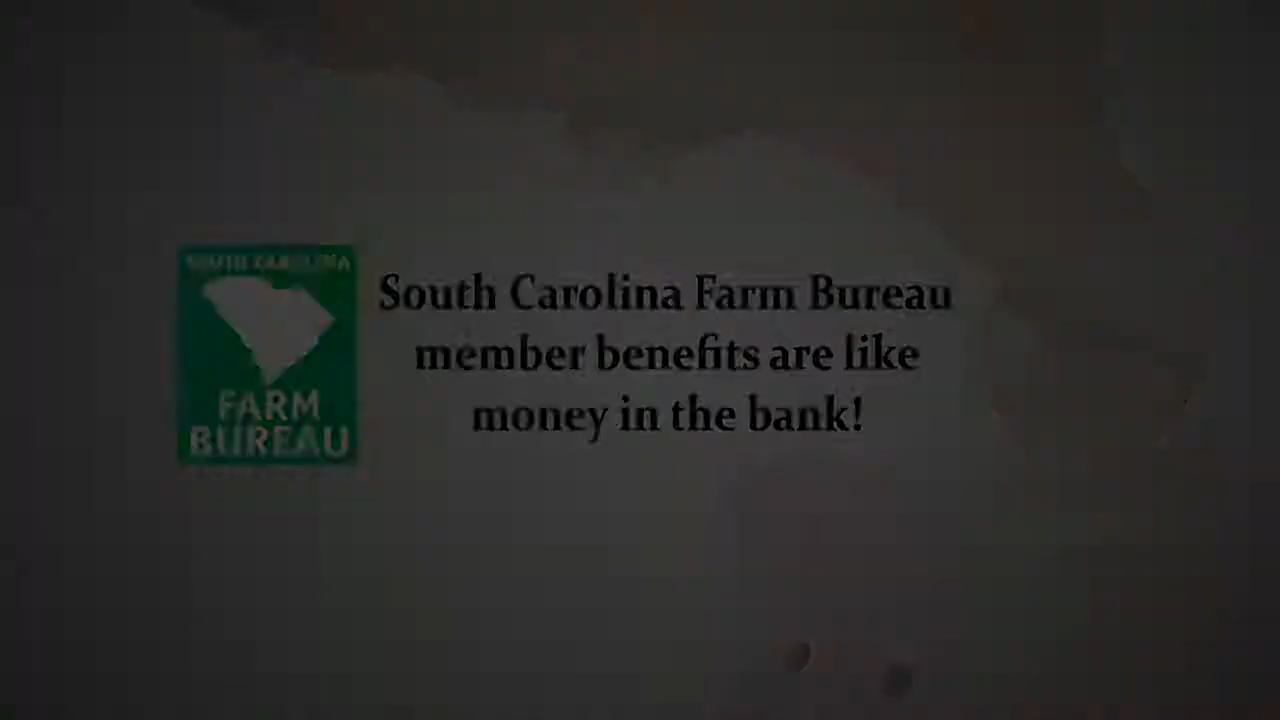 SOUTH CAROLINA
FARM
BUREAU
South Carolina Farm Bureau
member benefits are like
money in the bank!